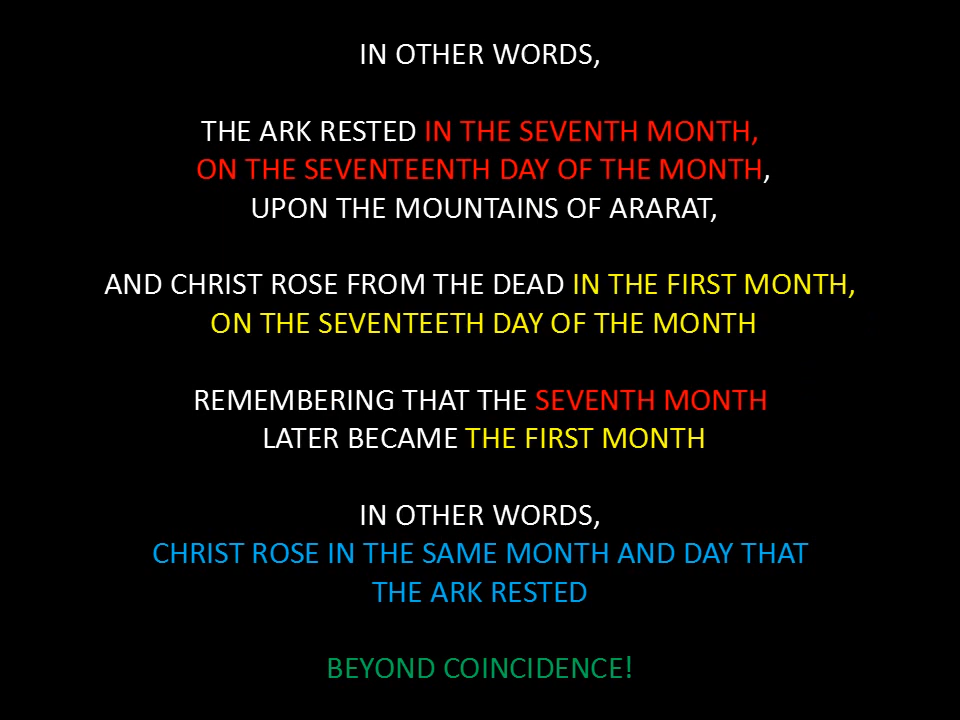 IN OTHER WORDS,
THE ARK RESTED IN THE SEVENTH MONTH,
ON THE SEVENTEENTH DAY OF THE MONTH,
UPON THE MOUNTAINS OF ARARAT,
AND CHRIST ROSE FROM THE DEAD IN THE FIRST MONTH,
ON THE SEVENTEETH DAY OF THE MONTH
REMEMBERING THAT THE SEVENTH MONTH
LATER BECAME THE FIRST MONTH
IN OTHER WORDS,
CHRIST ROSE IN THE SAME MONTH AND DAY THAT
THE ARK RESTED
BEYOND COINCIDENCE!